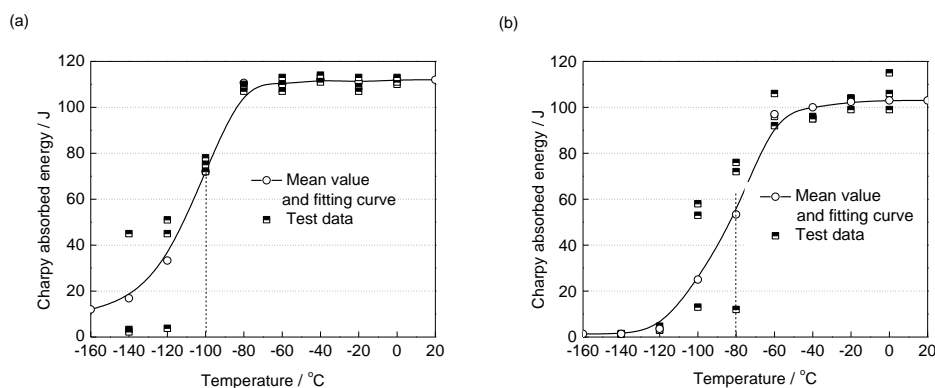 (a)
(b)
120
100
80
60
40
20
0
Charpy absorbed energy / J
Mean value
and fitting curve
Test data
-160 -140 -120 -100 -80 -60 -40 -20 0 20
Temperature / °C
120
100
80
60
40
20
0
Charpy absorbed energy / J
Mean value
and fitting curve
Test data
-160 -140 -120 -100 -80 -60 -40 -20 0 20
Temperature / °C